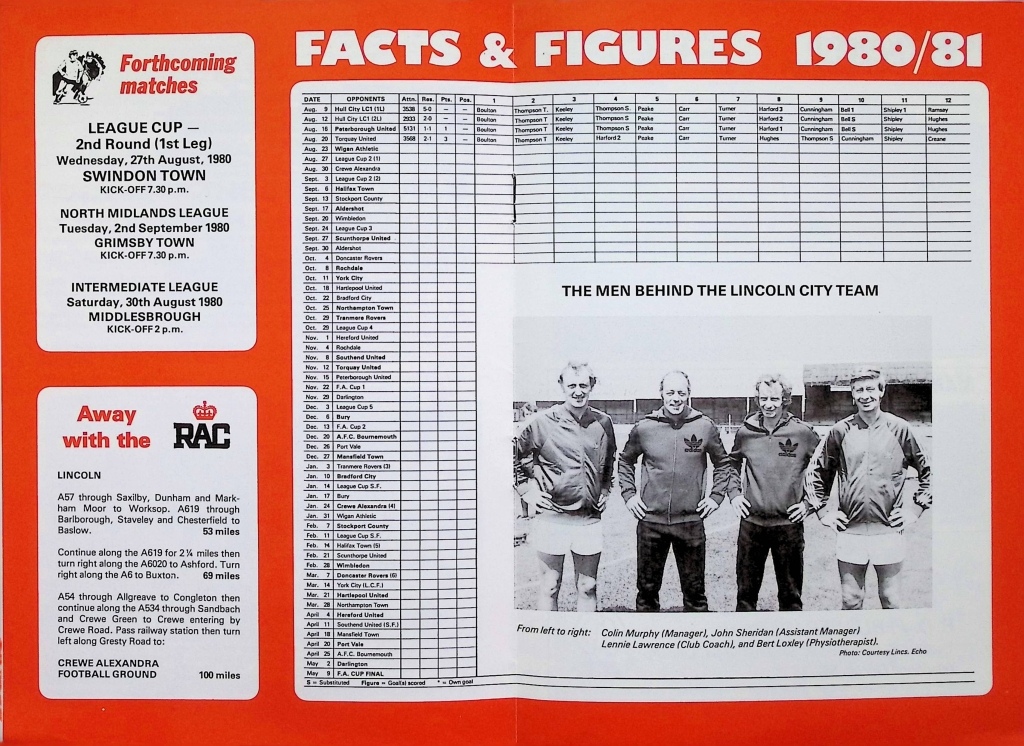 FACTS & FIGURES 1980/81
Forthcoming
matches
LEAGUE CUP —
2nd Round (1st Leg)
Wednesday, 27th August, 1980
SWINDON TOWN
KICK-OFF 7.30 p.m.
NORTH MIDLANDS LEAGUE
Tuesday, 2nd September 1980
GRIMSBY TOWN
KICK-OFF 7.30 p.m.
INTERMEDIATE LEAGUE
Saturday, 30th August 1980
MIDDLESBROUGH
KICK-OFF 2 p.m.
Away
with the RAC
LINCOLN
A57 through Saxilby, Dunham and Mark-
ham Moor to Worksop. A619 through
Barlborough, Staveley and Chesterfield to
Baslow. 53 miles
Continue along the A619 for 2¼ miles then
turn right along the A6020 to Ashford. Turn
right along the A6 to Buxton. 69 miles
A54 through Allgreave to Congleton then
continue along the A534 through Sandbach
and Crewe Green to Crewe entering by
Crewe Road. Pass railway station then turn
left along Gresty Road to:
CREWE ALEXANDRA
FOOTBALL GROUND 100 miles
DATE OPPONENTS Attn. Res. Pts. Pos. 1 2 3 4 5 6 7 8 9 10 11 12
Aug. 9 Hull City LC1 (1L) 3538 5-0 — — Boulton Thompson T. Keeley Thompson S. Peake Carr Turner Harford 3 Cunningham Bell 1 Shipley 1 Ramsay
Aug. 12 Hull City LC1 (2L) 2933 2-0 — — Boulton Thompson T Keeley Thompson S Peake Carr Turner Harford 2 Cunningham Bell S Shipley Hughes
Aug. 16 Peterborough United 5131 1-1 1 — Boulton Thompson T Keeley Thompson S Peake Carr Turner Harford 1 Cunningham Bell S Shipley Hughes
Aug. 20 Torquay United 3568 2-1 3 — Boulton Thompson T Keeley Harford 2 Peake Carr Turner Hughes Thompson S Cunningham Shipley Creane
Aug. 23 Wigan Athletic
Aug. 27 League Cup 2 (1)
Aug. 30 Crewe Alexandra
Sept. 3 League Cup 2 (2)
Sept. 6 Halifax Town
Sept. 13 Stockport County
Sept. 17 Aldershot
Sept. 20 Wimbledon
Sept. 24 League Cup 3
Sept. 27 Scunthorpe United
Sept. 30 Aldershot
Oct. 4 Doncaster Rovers
Oct. 8 Rochdale
Oct. 11 York City
Oct. 18 Hartlepool United
Oct. 22 Bradford City
Oct. 25 Northampton Town
Oct. 29 Tranmere Rovers
Oct. 29 League Cup 4
Nov. 1 Hereford United
Nov. 4 Rochdale
Nov. 8 Southend United
Nov. 12 Torquay United
Nov. 15 Peterborough United
Nov. 22 F.A. Cup 1
Nov. 29 Darlington
Dec. 3 League Cup 5
Dec. 6 Bury
Dec. 13 F.A. Cup 2
Dec. 20 A.F.C. Bournemouth
Dec. 26 Port Vale
Dec. 27 Mansfield Town
Jan. 3 Tranmere Rovers (3)
Jan. 10 Bradford City
Jan. 14 League Cup S.F.
Jan. 17 Bury
Jan. 24 Crewe Alexandra (4)
Jan. 31 Wigan Athletic
Feb. 7 Stockport County
Feb. 11 League Cup S.F.
Feb. 14 Halifax Town (5)
Feb. 21 Scunthorpe United
Feb. 28 Wimbledon
Mar. 7 Doncaster Rovers (6)
Mar. 14 York City (L.C.F.)
Mar. 21 Hartlepool United
Mar. 28 Northampton Town
April 4 Hereford United
April 11 Southend United (S.F.)
April 18 Mansfield Town
April 20 Port Vale
April 25 A.F.C. Bournemouth
May 2 Darlington
May 9 F.A. CUP FINAL
S = Substituted Figure = Goal(s) scored * = Own goal
THE MEN BEHIND THE LINCOLN CITY TEAM
From left to right: Colin Murphy (Manager), John Sheridan (Assistant Manager)
Lennie Lawrence (Club Coach), and Bert Loxley (Physiotherapist).
Photo: Courtesy Lincs. Echo